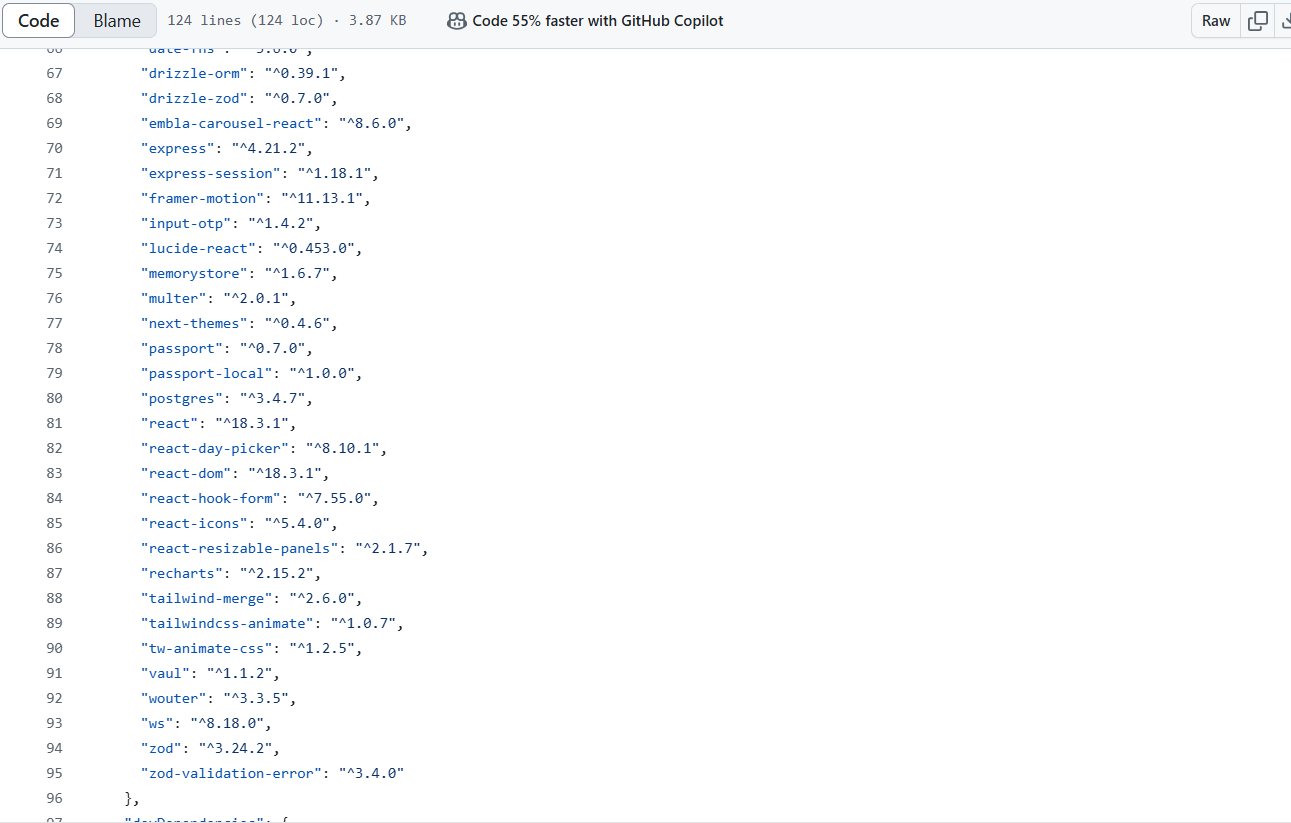 Code Blame 124 lines (124 loc) · 3.87 KB Code 55% faster with GitHub Copilot Raw
67 "drizzle-orm": "^0.39.1",
68 "drizzle-zod": "^0.7.0",
69 "embla-carousel-react": "^8.6.0",
70 "express": "^4.21.2",
71 "express-session": "^1.18.1",
72 "framer-motion": "^11.13.1",
73 "input-otp": "^1.4.2",
74 "lucide-react": "^0.453.0",
75 "memorystore": "^1.6.7",
76 "multer": "^2.0.1",
77 "next-themes": "^0.4.6",
78 "passport": "^0.7.0",
79 "passport-local": "^1.0.0",
80 "postgres": "^3.4.7",
81 "react": "^18.3.1",
82 "react-day-picker": "^8.10.1",
83 "react-dom": "^18.3.1",
84 "react-hook-form": "^7.55.0",
85 "react-icons": "^5.4.0",
86 "react-resizable-panels": "^2.1.7",
87 "recharts": "^2.15.2",
88 "tailwind-merge": "^2.6.0",
89 "tailwindcss-animate": "^1.0.7",
90 "tw-animate-css": "^1.2.5",
91 "vaul": "^1.1.2",
92 "wouter": "^3.3.5",
93 "ws": "^8.18.0",
94 "zod": "^3.24.2",
95 "zod-validation-error": "^3.4.0"
96 },